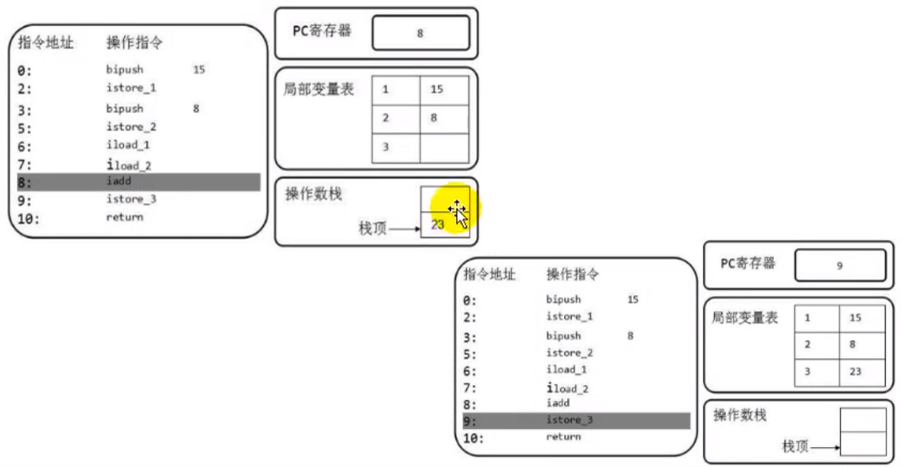 指令地址 操作指令
0: bipush 15
2: istore_1
3: bipush 8
5: istore_2
6: iload_1
7: iload_2
8: iadd
9: istore_3
10: return
PC寄存器 8
局部变量表
1 15
2 8
3
操作数栈
栈顶 23
指令地址 操作指令
0: bipush 15
2: istore_1
3: bipush 8
5: istore_2
6: iload_1
7: iload_2
8: iadd
9: istore_3
10: return
PC寄存器 9
局部变量表
1 15
2 8
3 23
操作数栈
栈顶